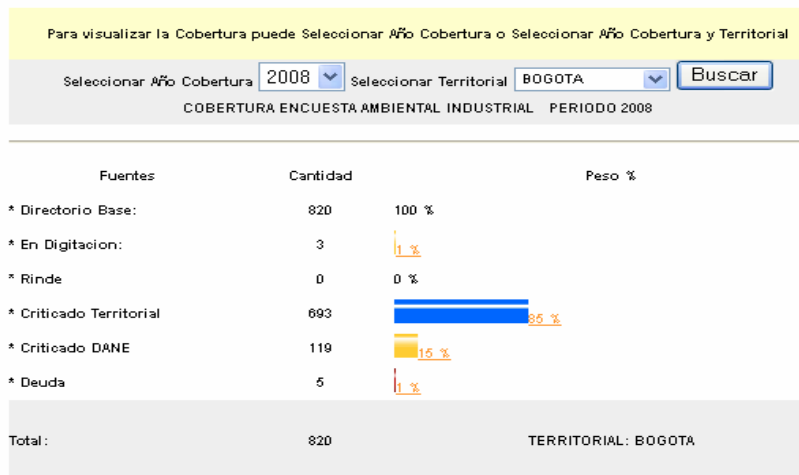 Para visualizar la Cobertura puede Seleccionar Año Cobertura o Seleccionar Año Cobertura y Territorial
Seleccionar Año Cobertura 2008 Seleccionar Territorial BOGOTA Buscar
COBERTURA ENCUESTA AMBIENTAL INDUSTRIAL PERIODO 2008
Fuentes Cantidad Peso %
* Directorio Base: 820 100 %
* En Digitacion: 3 1 %
* Rinde 0 0 %
* Criticado Territorial 693 85 %
* Criticado DANE 119 15 %
* Deuda 5 1 %
Total: 820 TERRITORIAL: BOGOTA